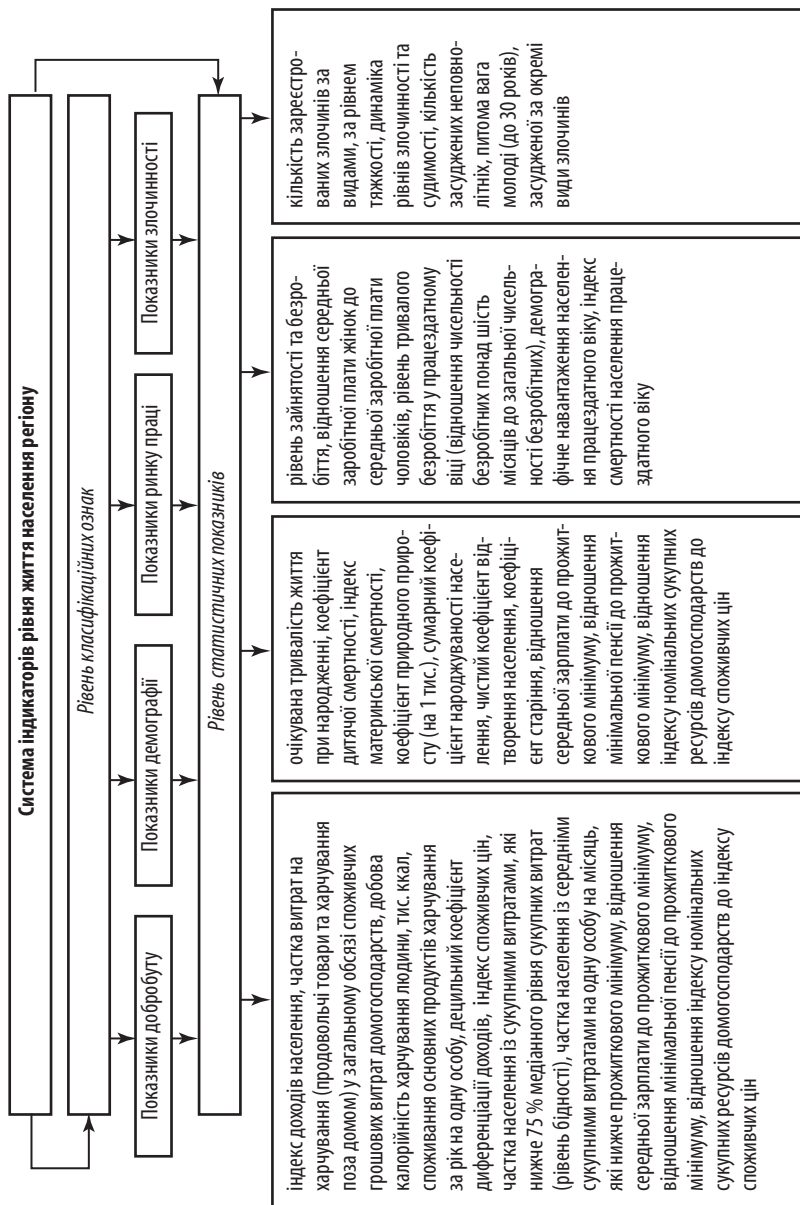 Система індикаторів рівня життя населення регіону
Рівень класифікаційних ознак
Показники добробуту
Показники демографії
Показники ринку праці
Показники злочинності
Рівень статистичних показників
індекс доходів населення, частка витрат на
харчування (продовольчі товари та харчування
поза домом) у загальному обсязі споживчих
грошових витрат домогосподарств, добова
калорійність харчування людини, тис. ккал,
споживання основних продуктів харчування
за рік на одну особу, децильний коефіцієнт
диференціації доходів, індекс споживчих цін,
частка населення із сукупними витратами, які
нижче 75 % медіанного рівня сукупних витрат
(рівень бідності), частка населення із середніми
сукупними витратами на одну особу на місяць,
які нижче прожиткового мінімуму, відношення
середньої зарплати до прожиткового мінімуму,
відношення мінімальної пенсії до прожиткового
мінімуму, відношення індексу номінальних
сукупних ресурсів домогосподарств до індексу
споживчих цін
очікувана тривалість життя
при народженні, коефіцієнт
дитячої смертності, індекс
материнської смертності,
коефіцієнт природного приро-
сту (на 1 тис.), сумарний коефі-
цієнт народжуваності насе-
лення, чистий коефіцієнт від-
творення населення, коефіці-
єнт старіння, відношення
середньої зарплати до прожит-
кового мінімуму, відношення
мінімальної пенсії до прожит-
кового мінімуму, відношення
індексу номінальних сукупних
ресурсів домогосподарств до
індексу споживчих цін
рівень зайнятості та безро-
біття, відношення середньої
заробітної плати жінок до
середньої заробітної плати
чоловіків, рівень тривалого
безробіття у працездатному
віці (відношення чисельності
безробітних понад шість
місяців до загальної чисель-
ності безробітних), демогра-
фічне навантаження населен-
ня працездатного віку, індекс
смертності населення праце-
здатного віку
кількість зареєстро-
ваних злочинів за
видами, за рівнем
тяжкості, динаміка
рівнів злочинності та
судимості, кількість
засуджених неповно-
літніх, питома вага
молоді (до 30 років),
засудженої за окремі
види злочинів